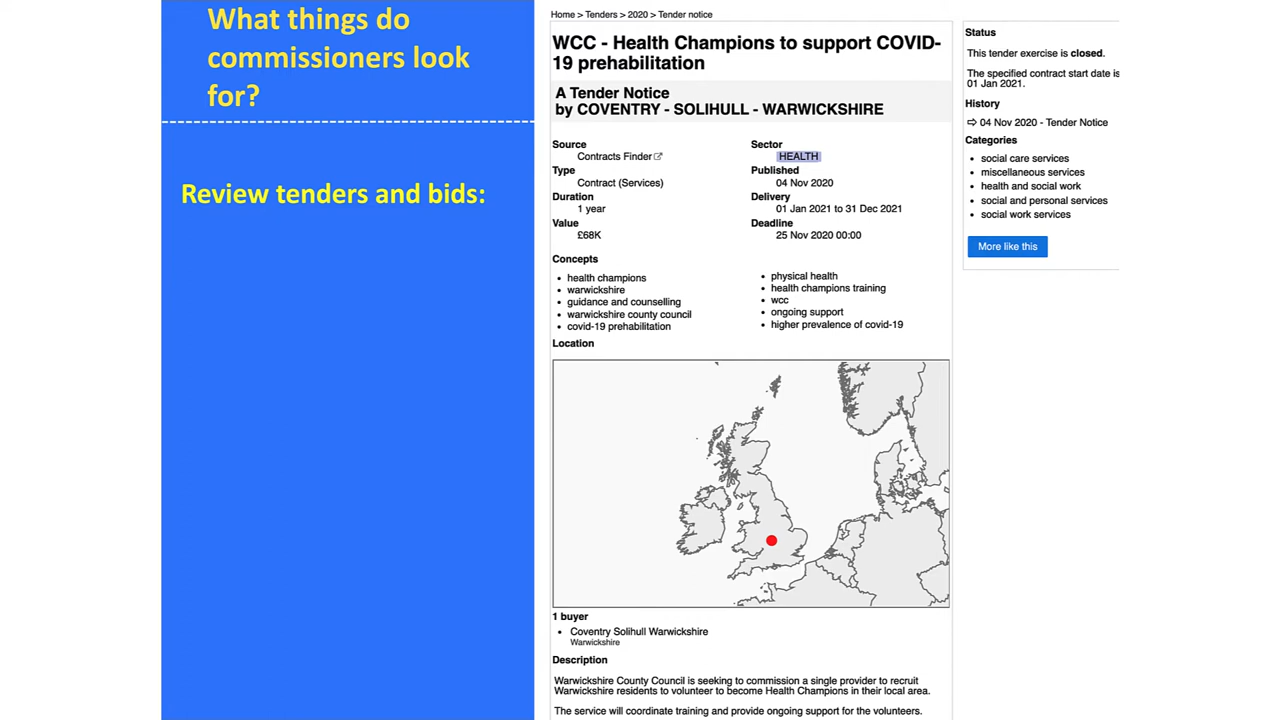 What things do
commissioners look
for?
Review tenders and bids:
Home > Tenders > 2020 > Tender notice
WCC - Health Champions to support COVID-
19 prehabilitation
A Tender Notice
by COVENTRY - SOLIHULL - WARWICKSHIRE
Source
Contracts Finder
Type
Contract (Services)
Duration
1 year
Value
£68K
Sector
HEALTH
Published
04 Nov 2020
Delivery
01 Jan 2021 to 31 Dec 2021
Deadline
25 Nov 2020 00:00
Concepts
• health champions
• warwickshire
• guidance and counselling
• warwickshire county council
• covid-19 prehabilitation
• physical health
• health champions training
• wcc
• ongoing support
• higher prevalence of covid-19
Location
1 buyer
• Coventry Solihull Warwickshire
Warwickshire
Description
Warwickshire County Council is seeking to commission a single provider to recruit
Warwickshire residents to volunteer to become Health Champions in their local area.
The service will coordinate training and provide ongoing support for the volunteers.
Status
This tender exercise is closed.
The specified contract start date is
01 Jan 2021.
History
⇨ 04 Nov 2020 - Tender Notice
Categories
• social care services
• miscellaneous services
• health and social work
• social and personal services
• social work services
More like this